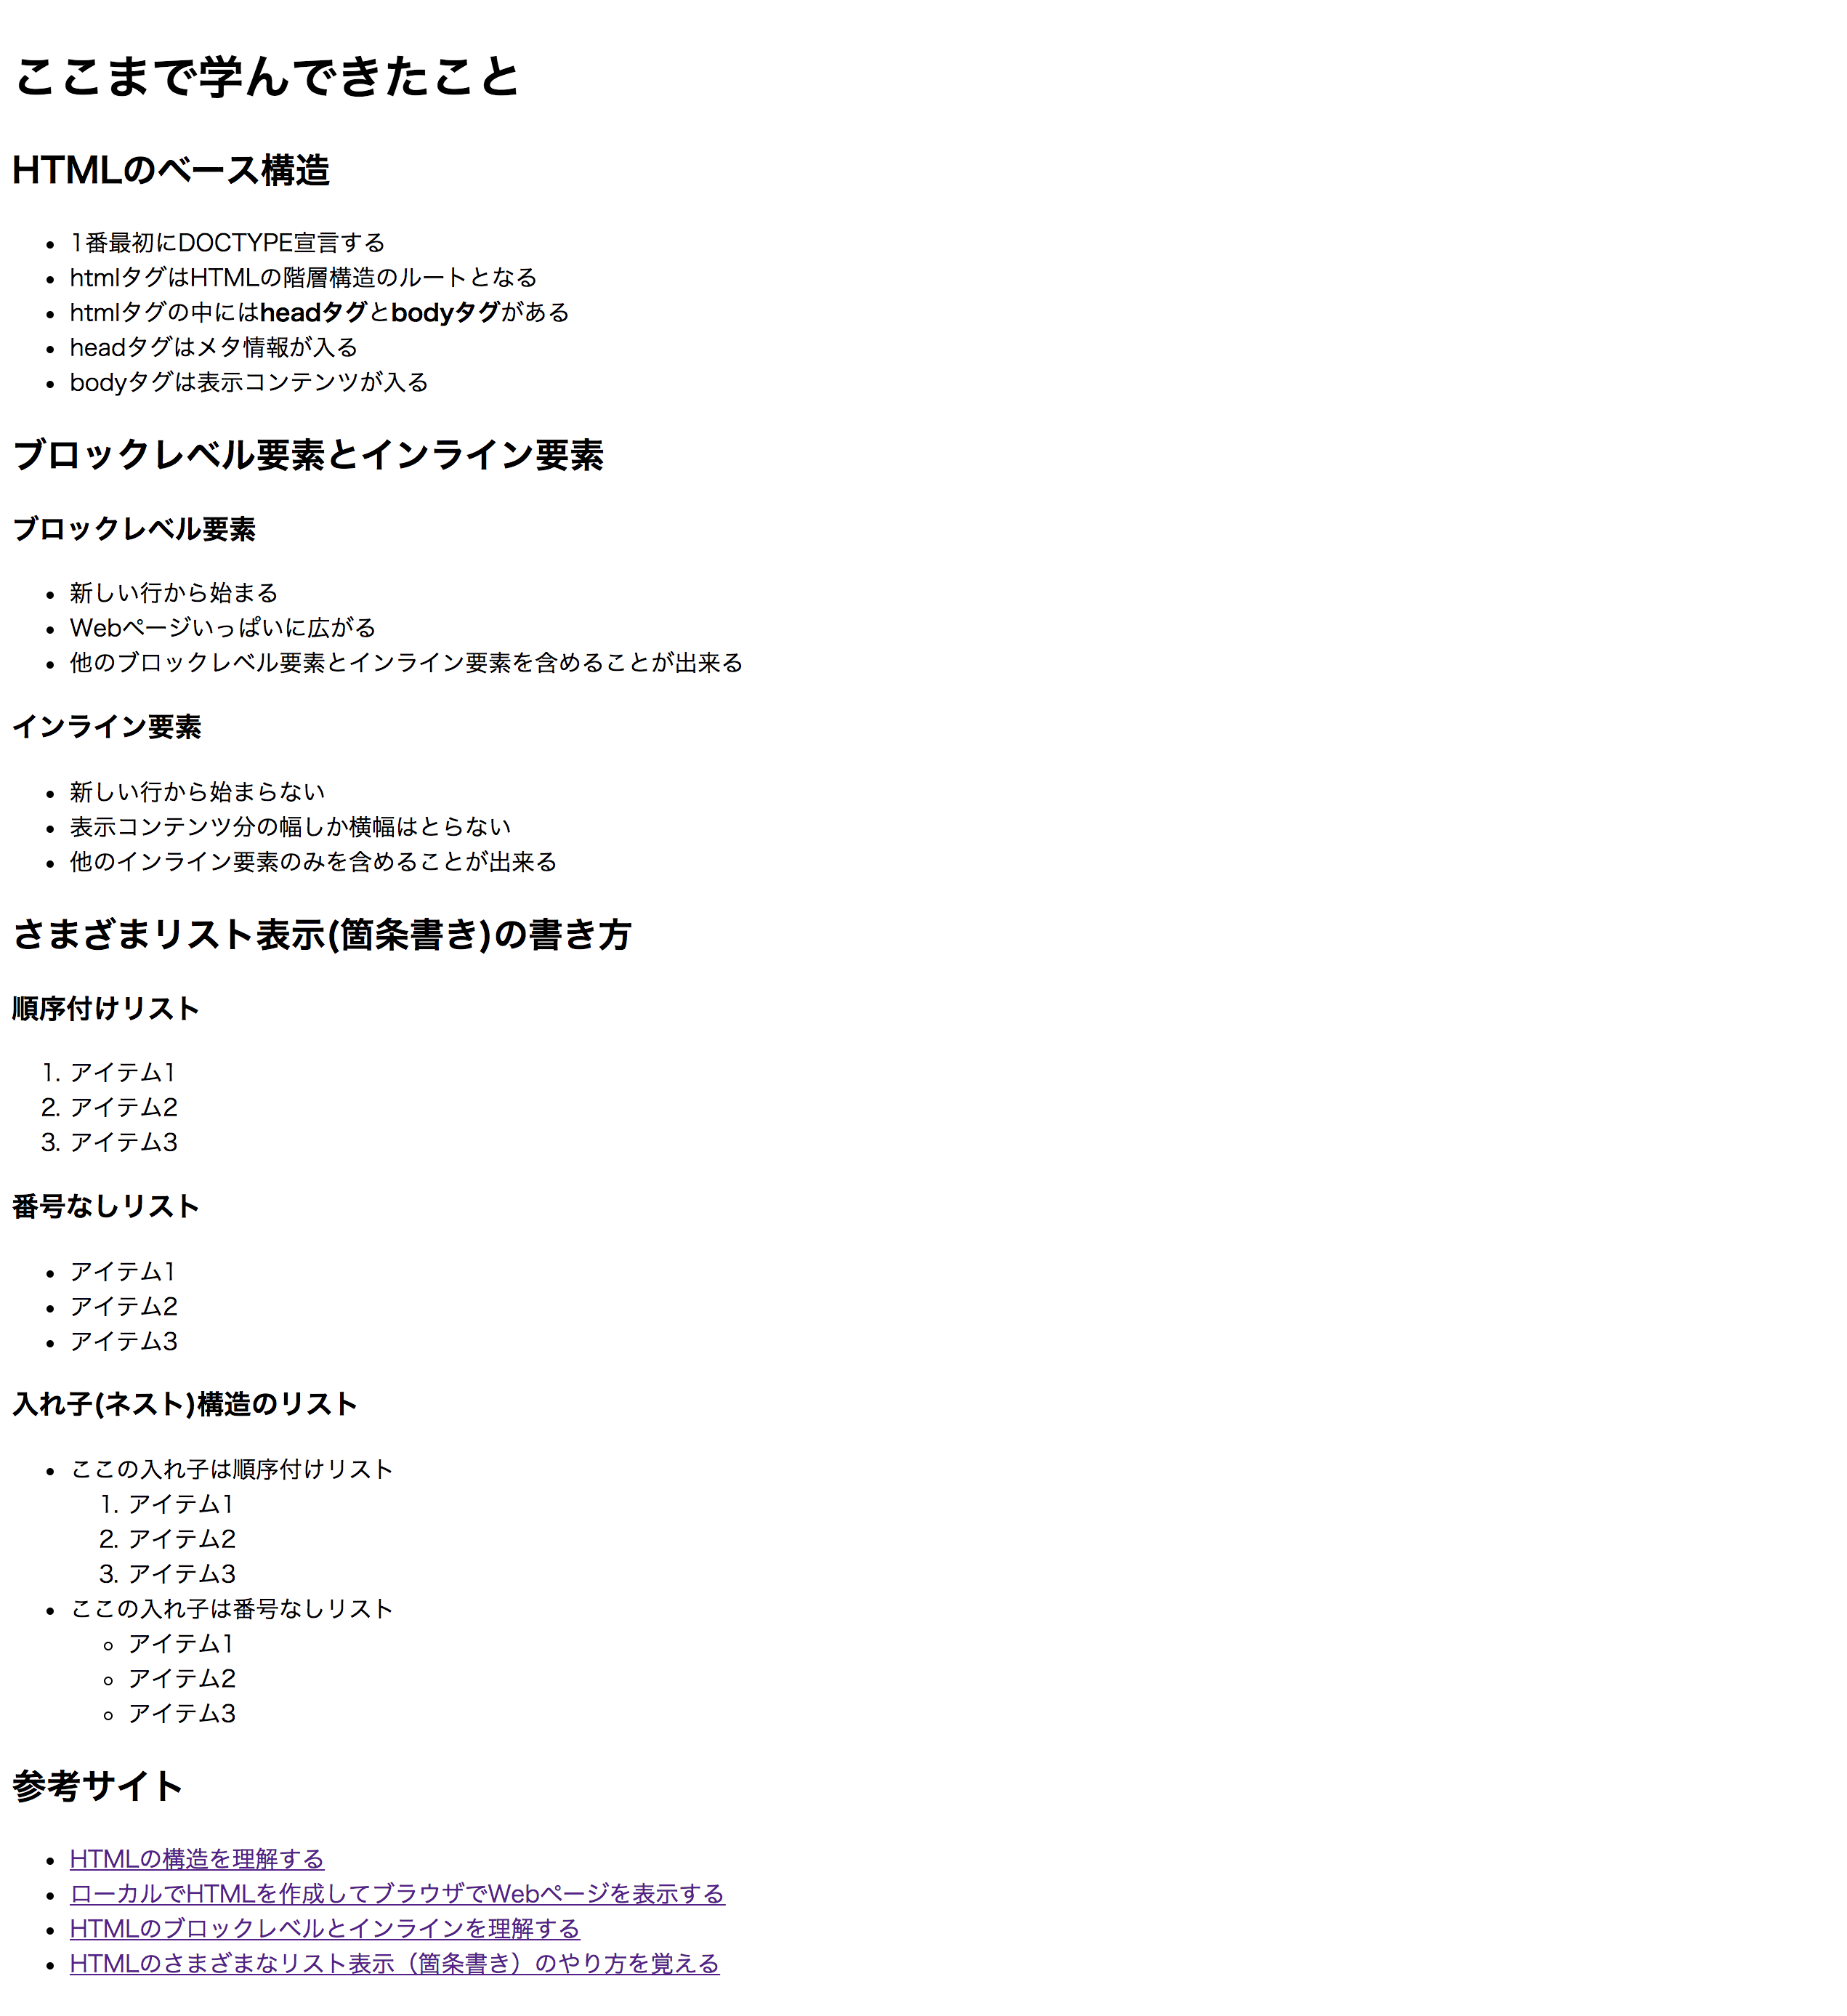 ここまで学んできたこと
HTMLのベース構造
• 1番最初にDOCTYPE宣言する
• htmlタグはHTMLの階層構造のルートとなる
• htmlタグの中にはheadタグとbodyタグがある
• headタグはメタ情報が入る
• bodyタグは表示コンテンツが入る
ブロックレベル要素とインライン要素
ブロックレベル要素
• 新しい行から始まる
• Webページいっぱいに広がる
• 他のブロックレベル要素とインライン要素を含めることが出来る
インライン要素
• 新しい行から始まらない
• 表示コンテンツ分の幅しか横幅はとらない
• 他のインライン要素のみを含めることが出来る
さまざまリスト表示(箇条書き)の書き方
順序付けリスト
1. アイテム1
2. アイテム2
3. アイテム3
番号なしリスト
• アイテム1
• アイテム2
• アイテム3
入れ子(ネスト)構造のリスト
• ここの入れ子は順序付けリスト
1. アイテム1
2. アイテム2
3. アイテム3
• ここの入れ子は番号なしリスト
◦ アイテム1
◦ アイテム2
◦ アイテム3
参考サイト
• HTMLの構造を理解する
• ローカルでHTMLを作成してブラウザでWebページを表示する
• HTMLのブロックレベルとインラインを理解する
• HTMLのさまざまなリスト表示（箇条書き）のやり方を覚える